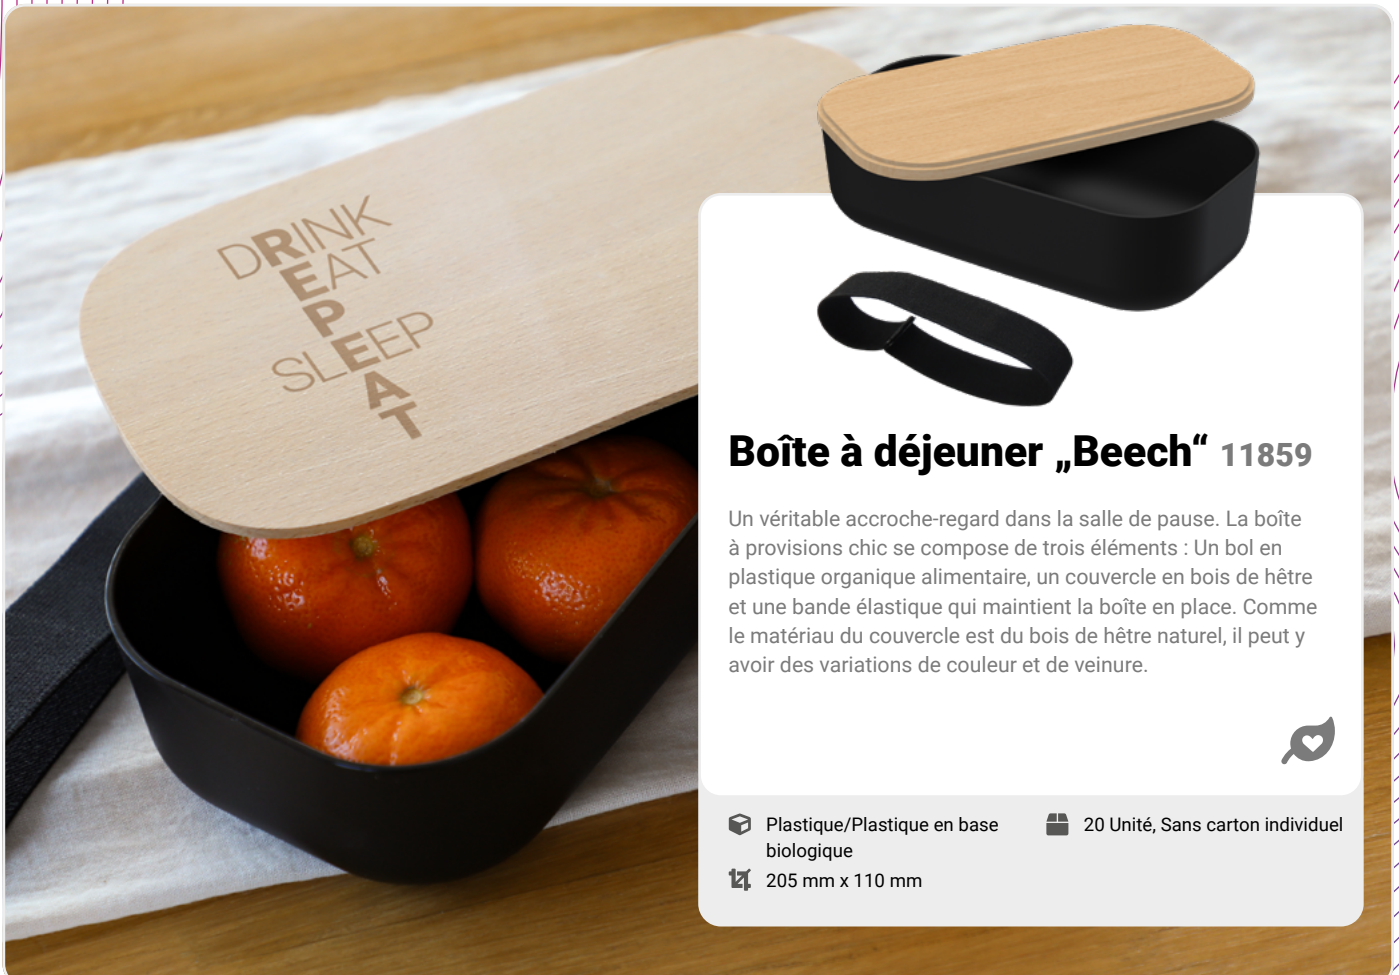 DRINK
EAT
P
SLEEP
A
T
Boîte à déjeuner „Beech“ 11859
Un véritable accroche-regard dans la salle de pause. La boîte
à provisions chic se compose de trois éléments : Un bol en
plastique organique alimentaire, un couvercle en bois de hêtre
et une bande élastique qui maintient la boîte en place. Comme
le matériau du couvercle est du bois de hêtre naturel, il peut y
avoir des variations de couleur et de veinure.
Plastique/Plastique en base
biologique
20 Unité, Sans carton individuel
205 mm x 110 mm